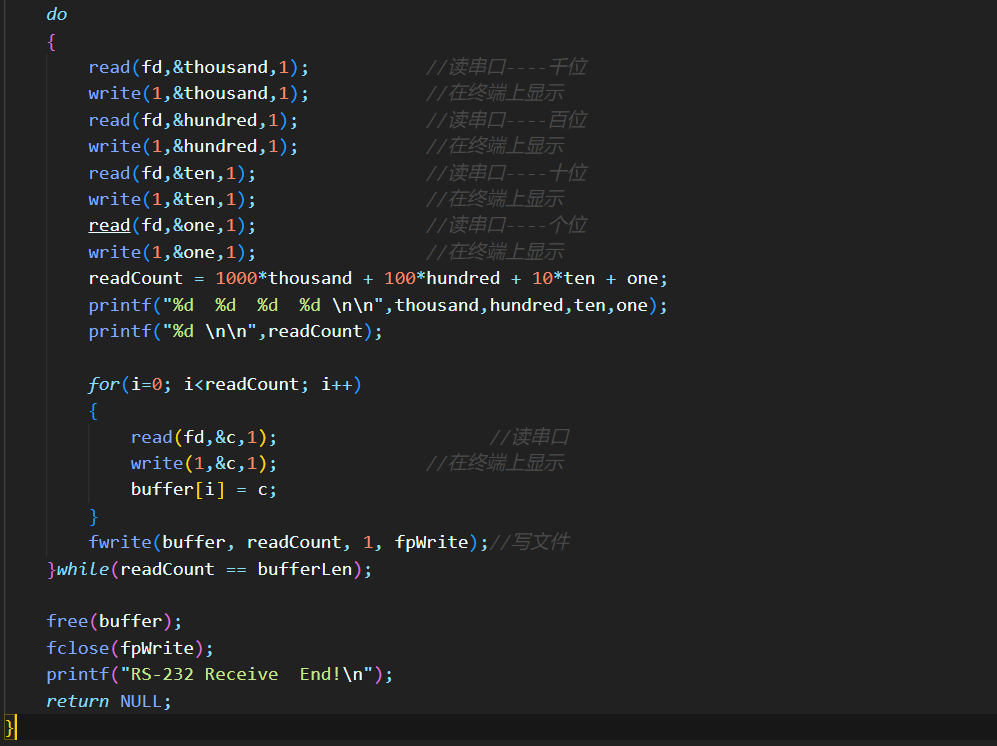 do
{
read(fd,&thousand,1); //读串口----千位
write(1,&thousand,1); //在终端上显示
read(fd,&hundred,1); //读串口----百位
write(1,&hundred,1); //在终端上显示
read(fd,&ten,1); //读串口----十位
write(1,&ten,1); //在终端上显示
read(fd,&one,1); //读串口----个位
write(1,&one,1); //在终端上显示
readCount = 1000*thousand + 100*hundred + 10*ten + one;
printf("%d  %d  %d  %d \n\n",thousand,hundred,ten,one);
printf("%d \n\n",readCount);
for(i=0; i<readCount; i++)
{
read(fd,&c,1); //读串口
write(1,&c,1); //在终端上显示
buffer[i] = c;
}
fwrite(buffer, readCount, 1, fpWrite);//写文件
}while(readCount == bufferLen);
free(buffer);
fclose(fpWrite);
printf("RS-232 Receive  End!\n");
return NULL;
}